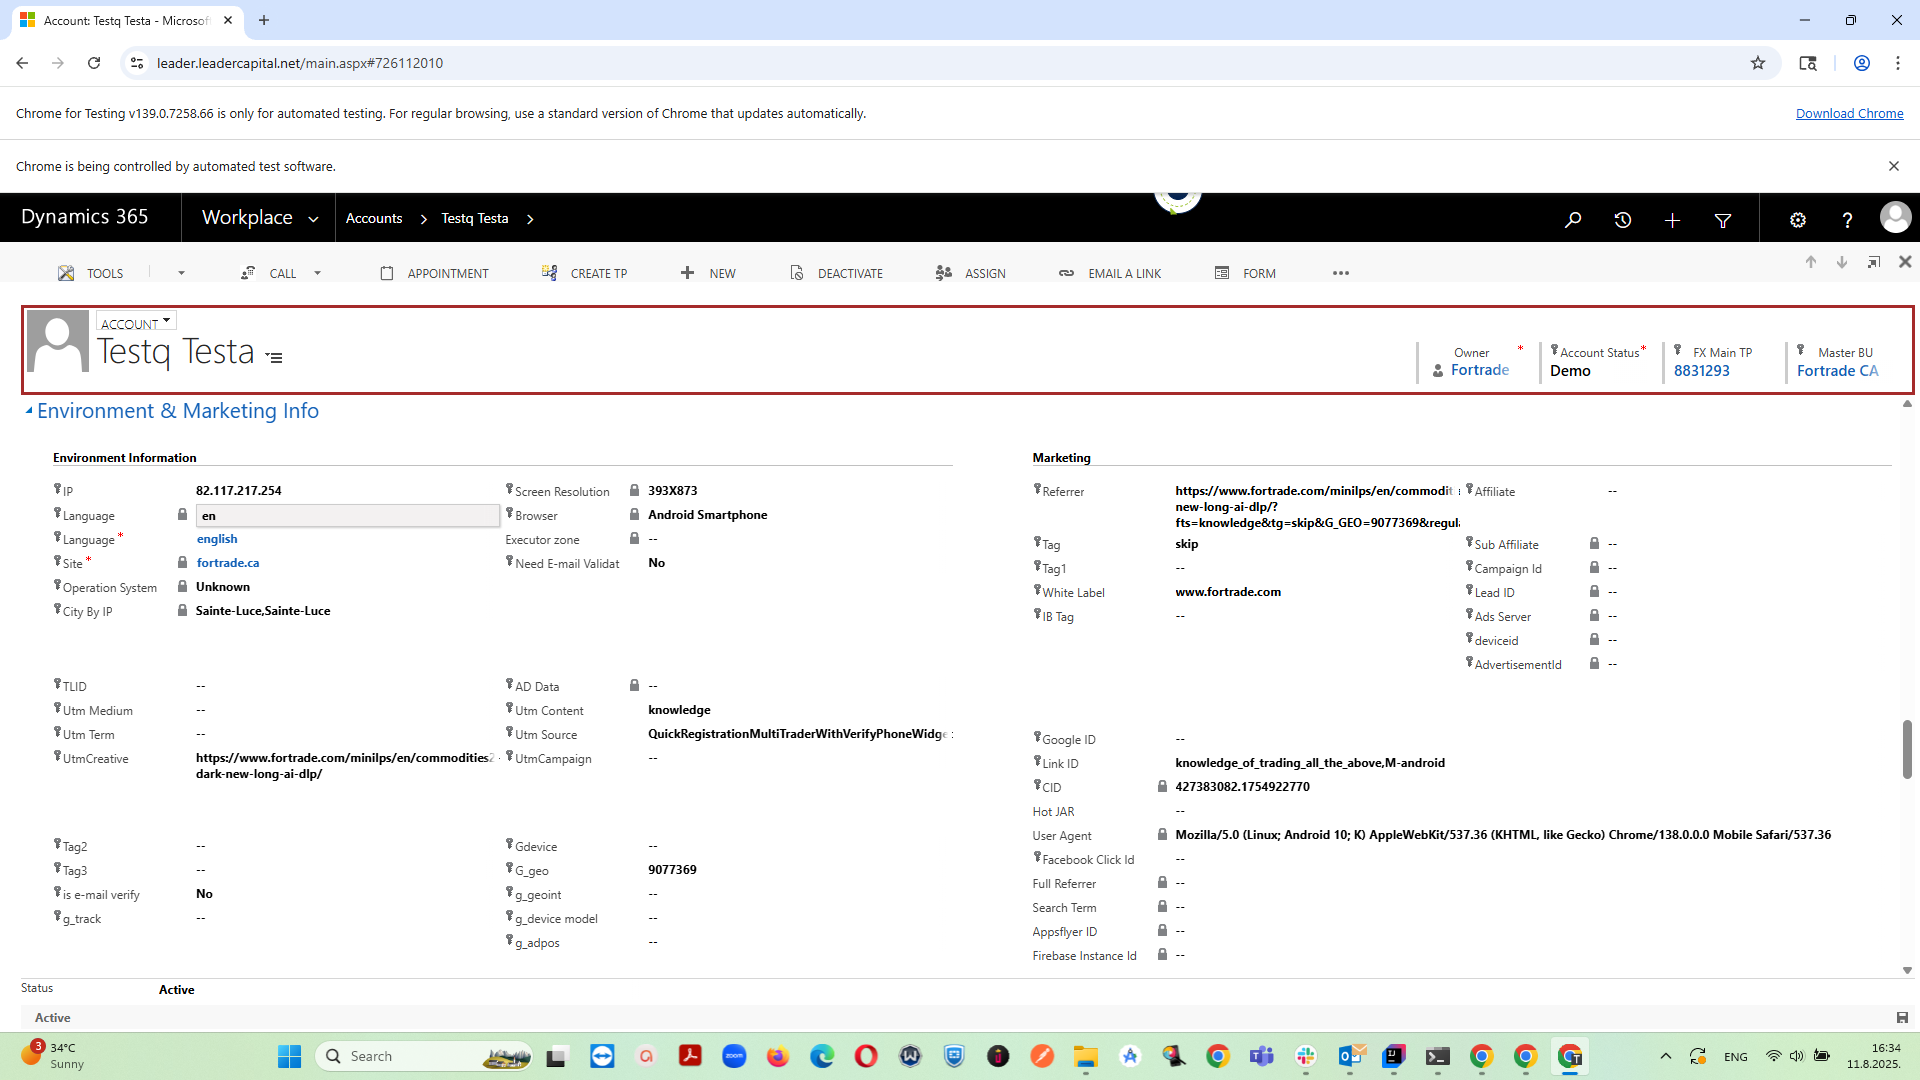 Account: Testq Testa - Microsof
leader.leadercapital.net/main.aspx#726112010
Chrome for Testing v139.0.7258.66 is only for automated testing. For regular browsing, use a standard version of Chrome that updates automatically.
Download Chrome
Chrome is being controlled by automated test software.
Dynamics 365
Workplace
Accounts
Testq Testa
TOOLS
CALL
APPOINTMENT
CREATE TP
NEW
DEACTIVATE
ASSIGN
EMAIL A LINK
FORM
ACCOUNT
Testq Testa
Owner *
Fortrade
Account Status *
Demo
FX Main TP
8831293
Master BU
Fortrade CA
Environment & Marketing Info
Environment Information
IP 82.117.217.254
Language en
Language * english
Site * fortrade.ca
Operation System Unknown
City By IP Sainte-Luce,Sainte-Luce
Screen Resolution 393X873
Browser Android Smartphone
Executor zone --
Need E-mail Validat No
TLID --
Utm Medium --
Utm Term --
UtmCreative https://www.fortrade.com/minilps/en/commodities2-
dark-new-long-ai-dlp/
AD Data --
Utm Content knowledge
Utm Source QuickRegistrationMultiTraderWithVerifyPhoneWidge
UtmCampaign --
Tag2 --
Tag3 --
is e-mail verify No
g_track --
Gdevice --
G_geo 9077369
g_geoint --
g_device model --
g_adpos --
Marketing
Referrer https://www.fortrade.com/minilps/en/commodit
new-long-ai-dlp/?
fts=knowledge&tg=skip&G_GEO=9077369&regula
Tag skip
Tag1 --
White Label www.fortrade.com
IB Tag --
Affiliate --
Sub Affiliate --
Campaign Id --
Lead ID --
Ads Server --
deviceid --
AdvertisementId --
Google ID --
Link ID knowledge_of_trading_all_the_above,M-android
CID 427383082.1754922770
Hot JAR --
User Agent Mozilla/5.0 (Linux; Android 10; K) AppleWebKit/537.36 (KHTML, like Gecko) Chrome/138.0.0.0 Mobile Safari/537.36
Facebook Click Id --
Full Referrer --
Search Term --
Appsflyer ID --
Firebase Instance Id --
Status Active
Active
3
34°C
Sunny
Search
zoom
ENG
16:34
11.8.2025.